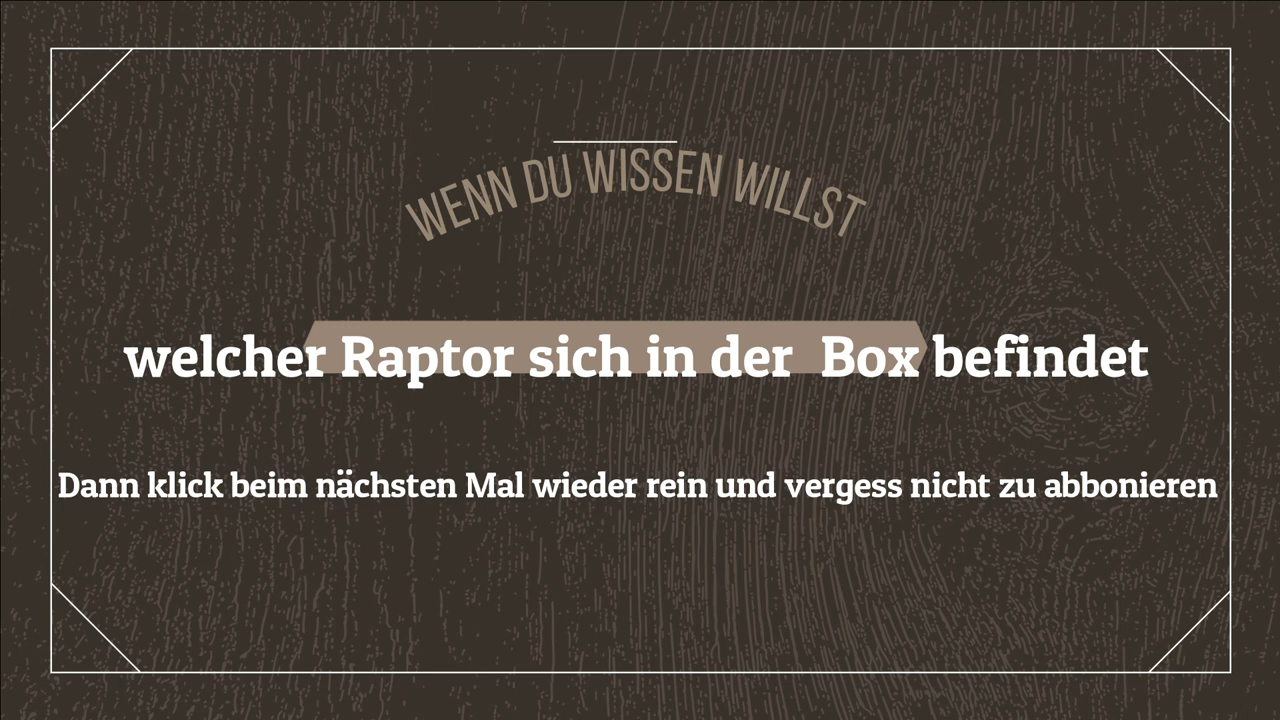 WENN DU WISSEN WILLST
welcher Raptor sich in der  Box befindet
Dann klick beim nächsten Mal wieder rein und vergess nicht zu abbonieren